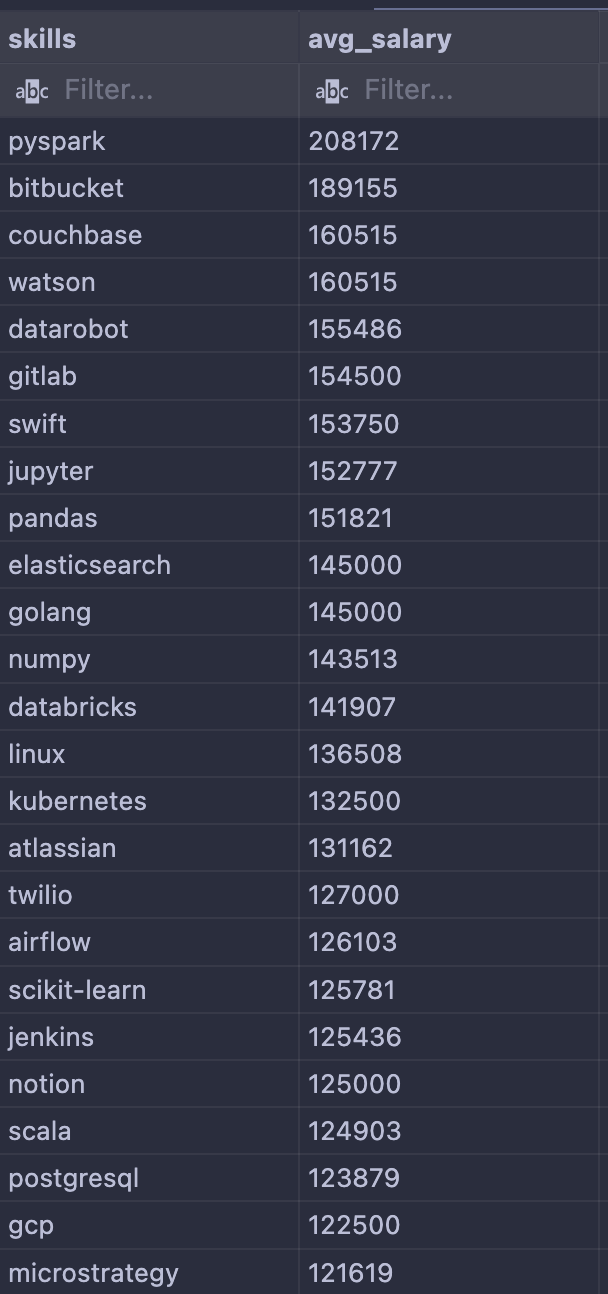 skills avg_salary
abc Filter... abc Filter...
pyspark 208172
bitbucket 189155
couchbase 160515
watson 160515
datarobot 155486
gitlab 154500
swift 153750
jupyter 152777
pandas 151821
elasticsearch 145000
golang 145000
numpy 143513
databricks 141907
linux 136508
kubernetes 132500
atlassian 131162
twilio 127000
airflow 126103
scikit-learn 125781
jenkins 125436
notion 125000
scala 124903
postgresql 123879
gcp 122500
microstrategy 121619